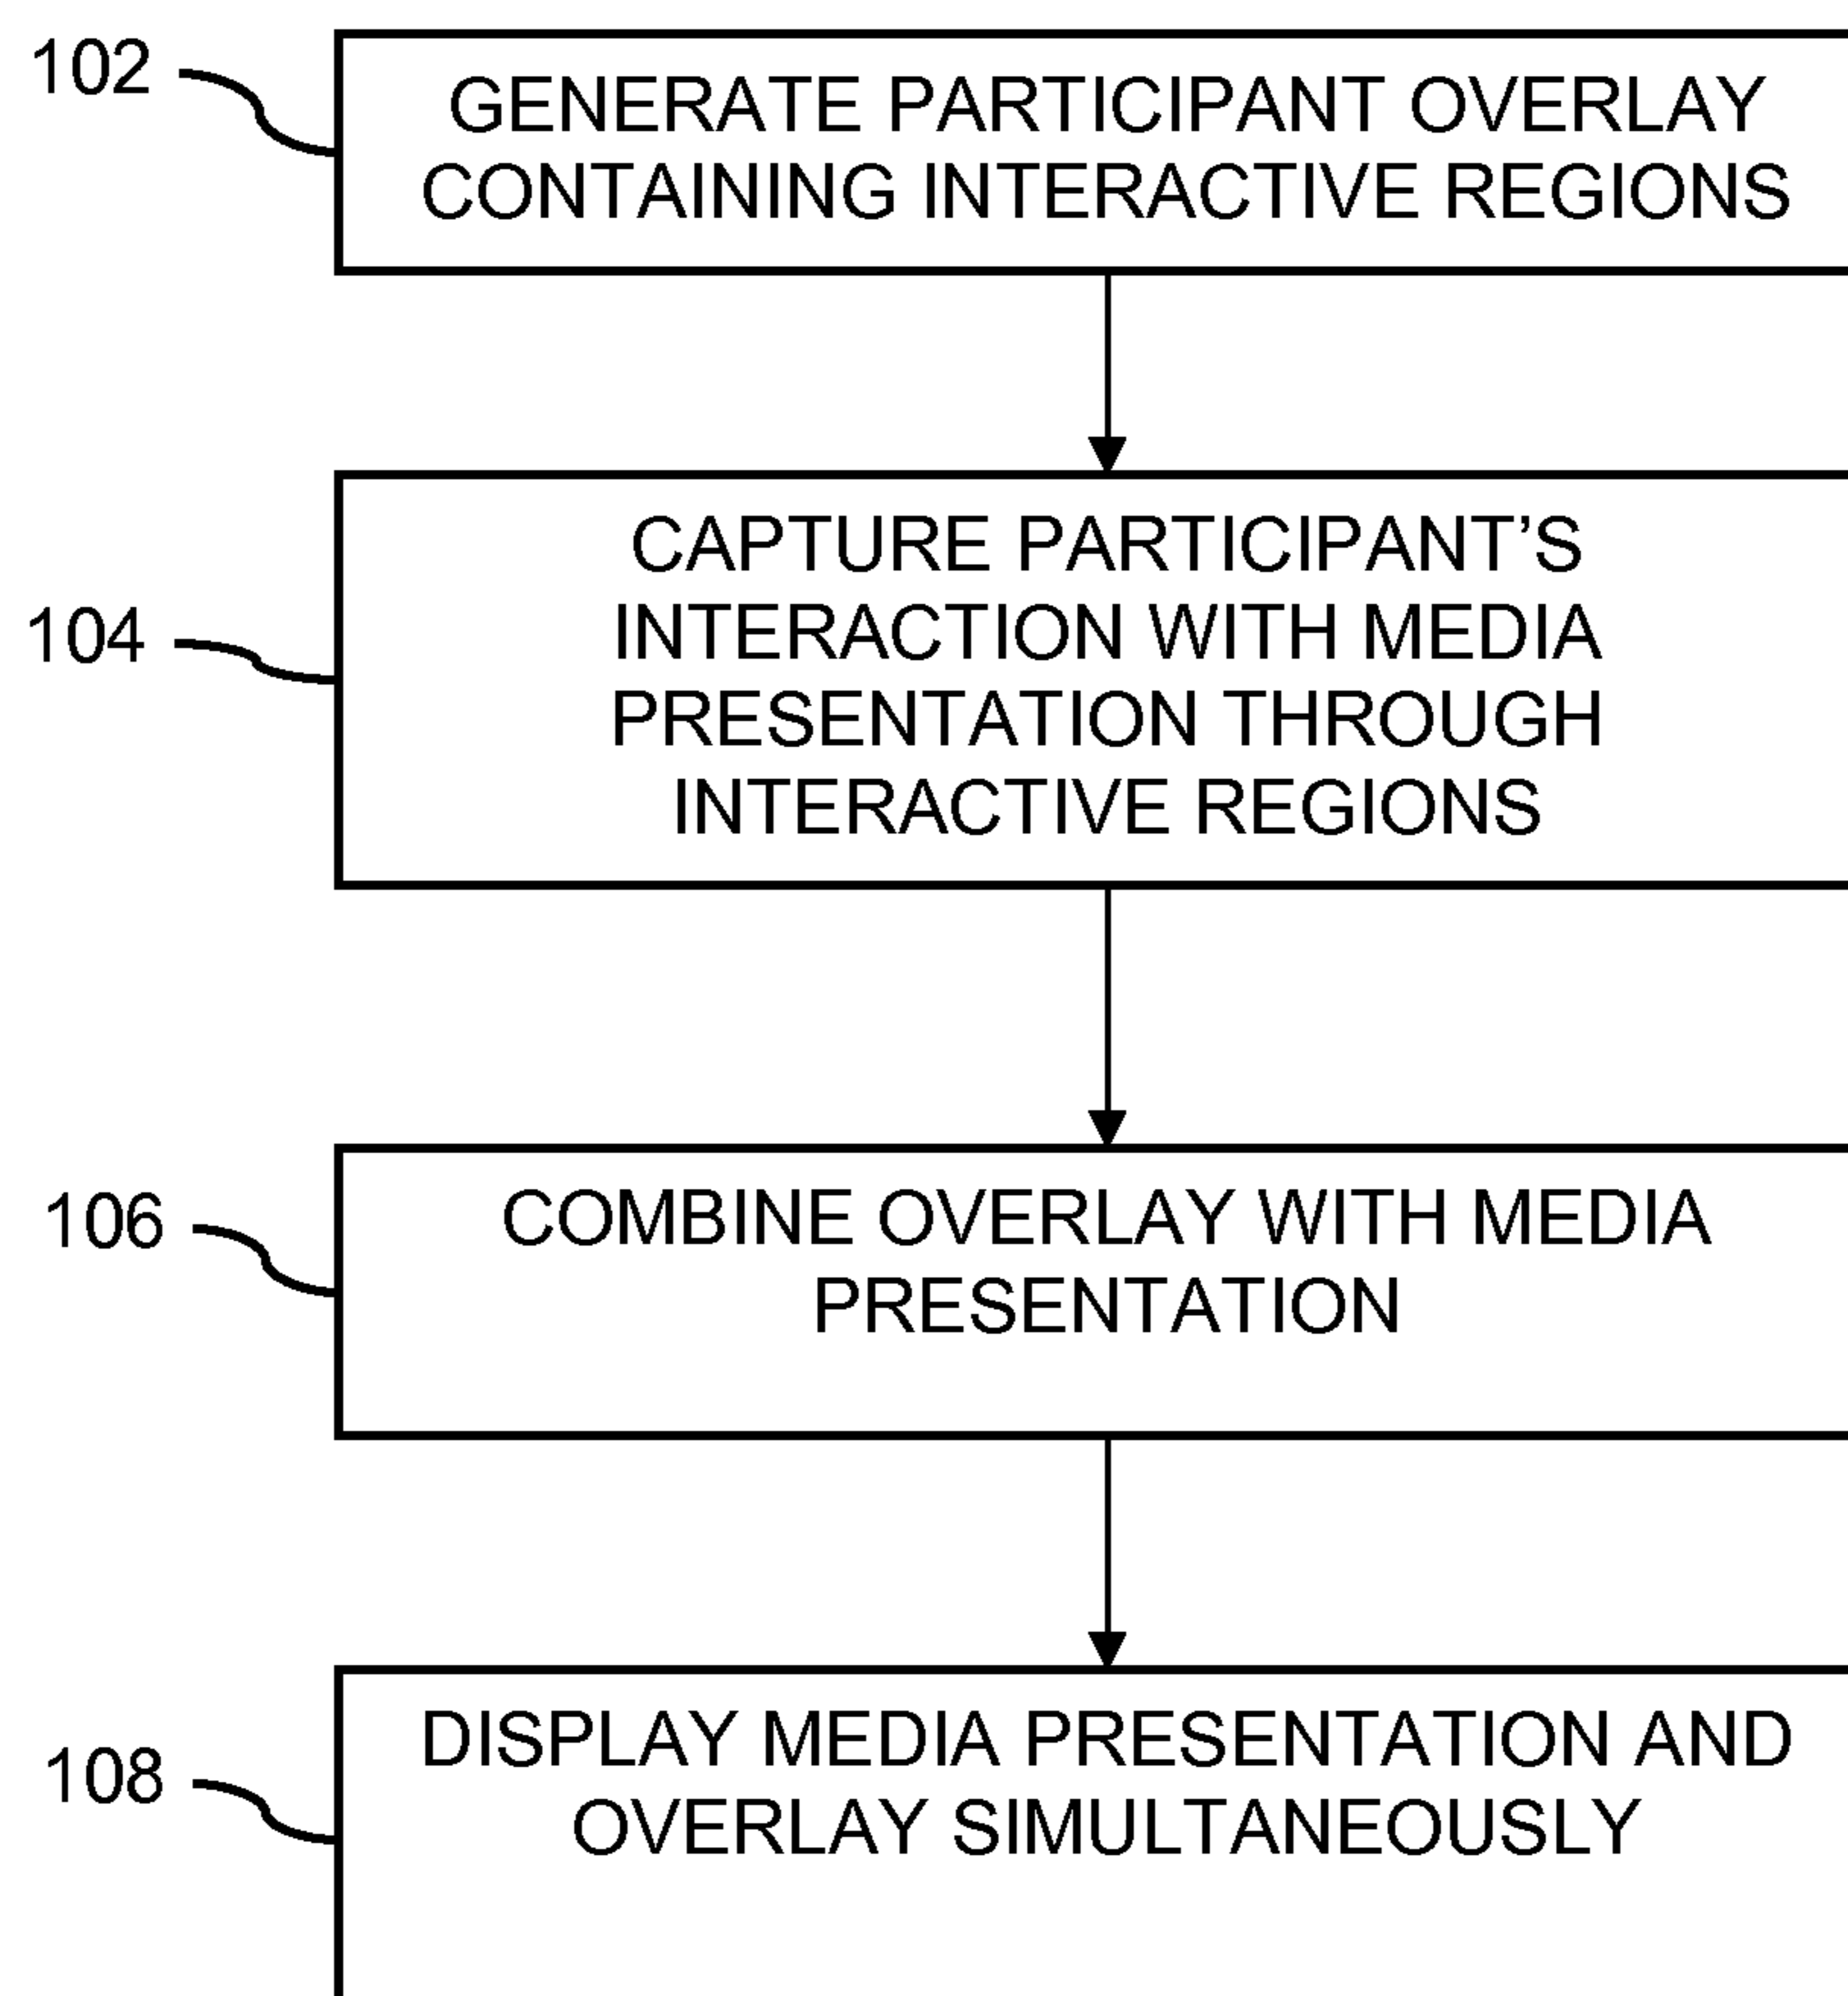 102
GENERATE PARTICIPANT OVERLAY
CONTAINING INTERACTIVE REGIONS
104
CAPTURE PARTICIPANT’S
INTERACTION WITH MEDIA
PRESENTATION THROUGH
INTERACTIVE REGIONS
106
COMBINE OVERLAY WITH MEDIA
PRESENTATION
108
DISPLAY MEDIA PRESENTATION AND
OVERLAY SIMULTANEOUSLY